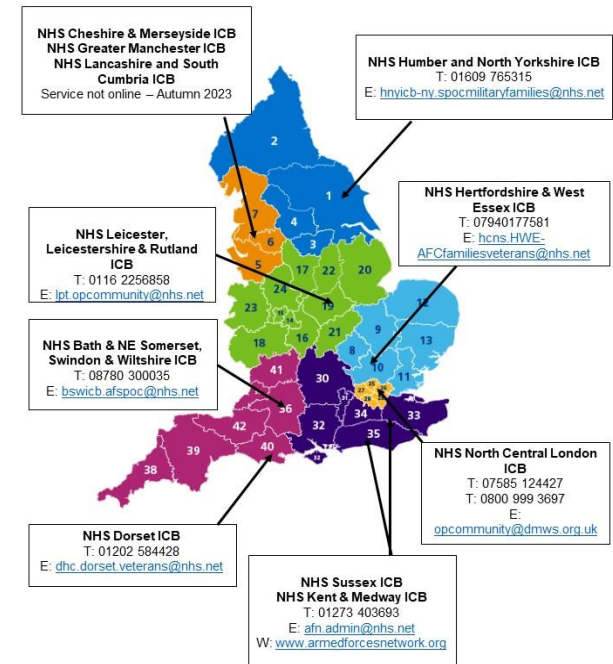 NHS Cheshire & Merseyside ICB
NHS Greater Manchester ICB
NHS Lancashire and South
Cumbria ICB
Service not online – Autumn 2023
NHS Humber and North Yorkshire ICB
T: 01609 765315
E: hnyicb-ny.spocmilitaryfamilies@nhs.net
NHS Hertfordshire & West
Essex ICB
T: 07940177581
E: hcns.HWE-
AFCfamiliesveterans@nhs.net
NHS Leicester,
Leicestershire & Rutland
ICB
T: 0116 2256858
E: lpt.opcommunity@nhs.net
NHS Bath & NE Somerset,
Swindon & Wiltshire ICB
T: 08780 300035
E: bswicb.afspoc@nhs.net
NHS North Central London
ICB
T: 07585 124427
T: 0800 999 3697
E:
opcommunity@dmws.org.uk
NHS Dorset ICB
T: 01202 584428
E: dhc.dorset.veterans@nhs.net
NHS Sussex ICB
NHS Kent & Medway ICB
T: 01273 403693
E: afn.admin@nhs.net
W: www.armedforcesnetwork.org
2
1
7
4
6
3
5
17
22
20
24
23
19
12
9
13
18
16
21
8
10
11
41
30
36
34
33
42
32
35
40
39
38